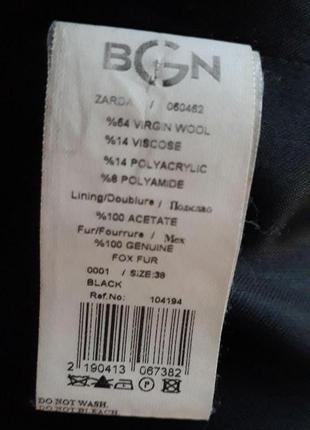 BGN
ZARDA / 060462
%64 VIRGIN WOOL
%14 VISCOSE
%14 POLYACRYLIC
%8 POLYAMIDE
Lining/Doublure / Подклао
%100 ACETATE
Fur/Fourrure / Мех
%100 GENUINE
FOX FUR
0001 / SIZE:38
BLACK
Ref.No: 104194
2 190413 067382
DO NOT WASH.
DO NOT BLEACH.